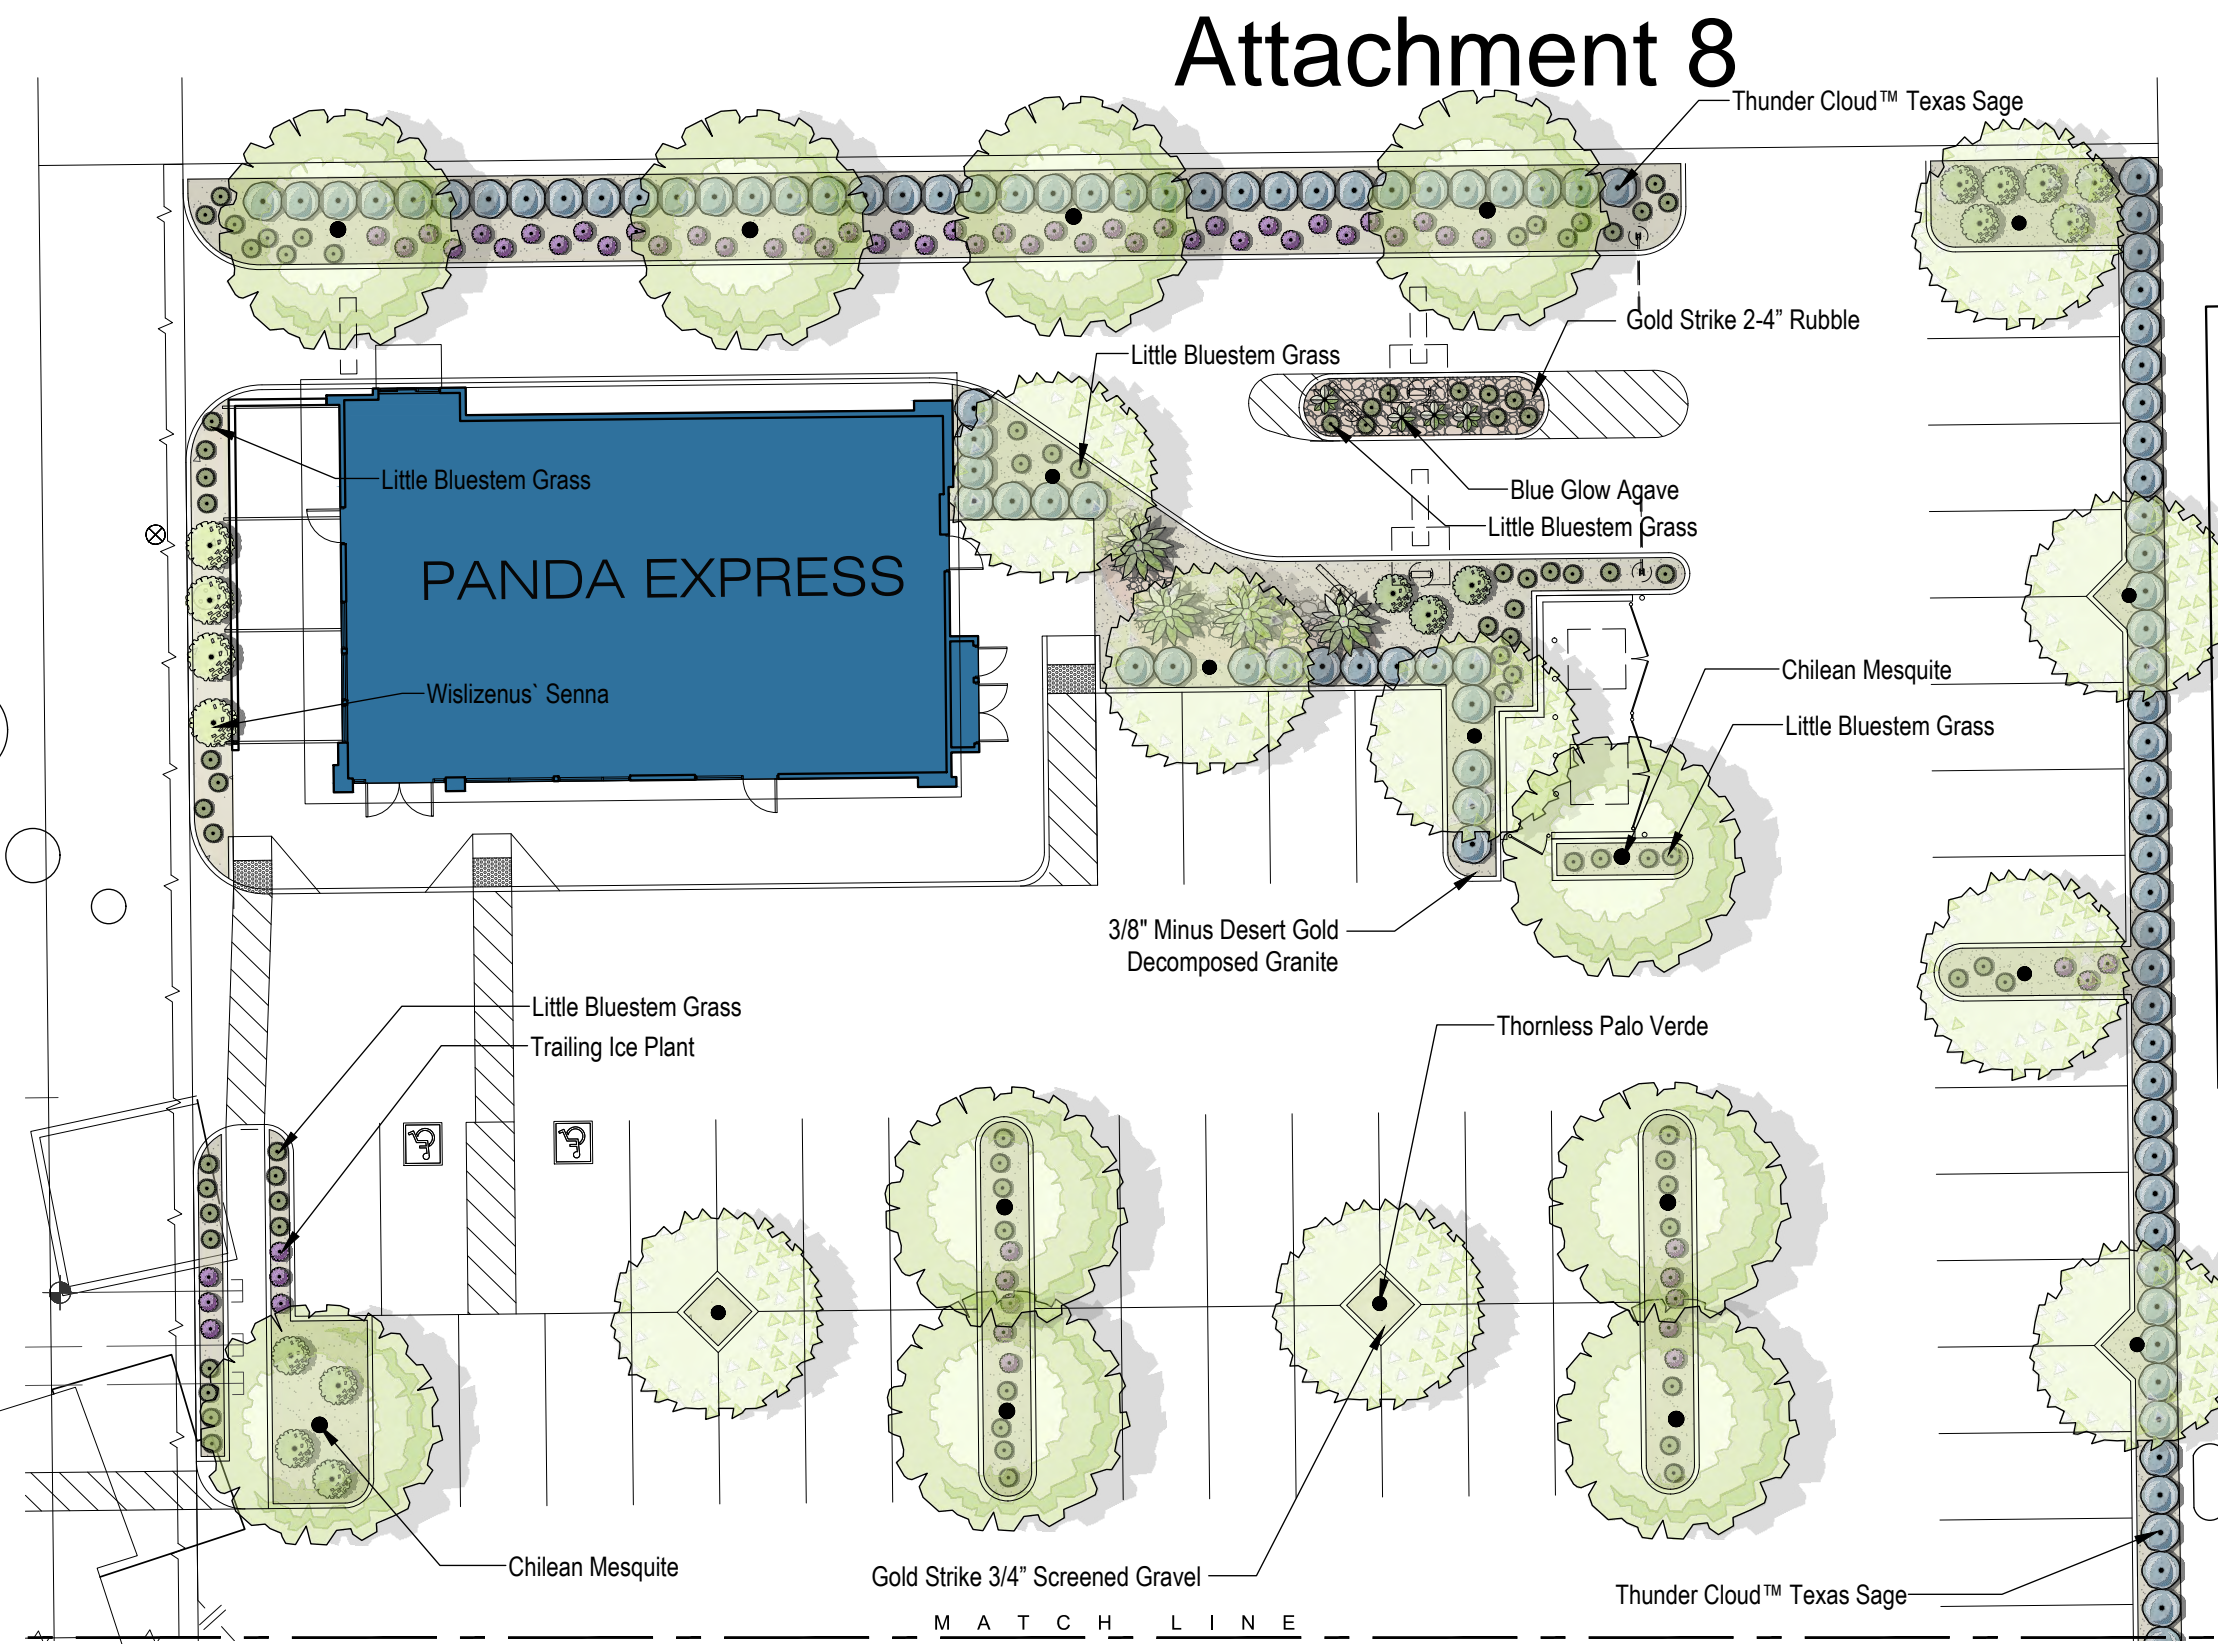 Attachment 8
Thunder Cloud™ Texas Sage
Gold Strike 2-4” Rubble
Little Bluestem Grass
Little Bluestem Grass
Blue Glow Agave
Little Bluestem Grass
PANDA EXPRESS
Wislizenus` Senna
Chilean Mesquite
Little Bluestem Grass
3/8" Minus Desert Gold
Decomposed Granite
Little Bluestem Grass
Trailing Ice Plant
Thornless Palo Verde
Chilean Mesquite
Gold Strike 3/4” Screened Gravel
Thunder Cloud™ Texas Sage
MATCH LINE